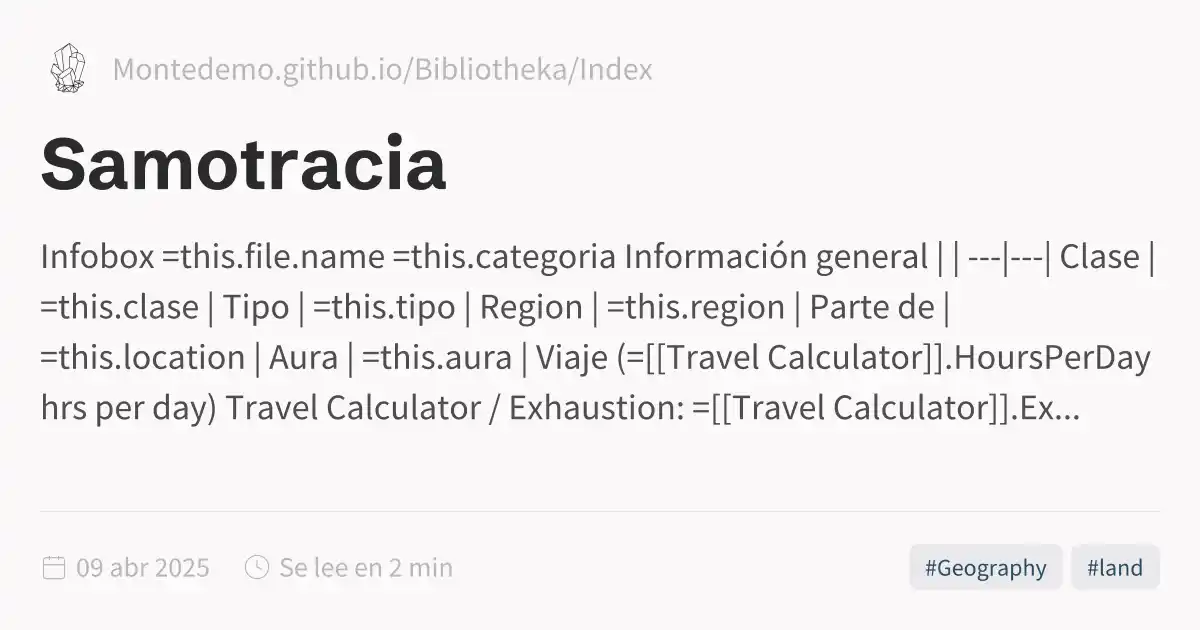 Montedemo.github.io/Bibliotheka/Index
Samotracia
Infobox =this.file.name =this.categoria Información general | | ---|---| Clase |
=this.clase | Tipo | =this.tipo | Region | =this.region | Parte de |
=this.location | Aura | =this.aura | Viaje (=[[Travel Calculator]].HoursPerDay
hrs per day) Travel Calculator / Exhaustion: =[[Travel Calculator]].Ex...
09 abr 2025 Se lee en 2 min #Geography #land